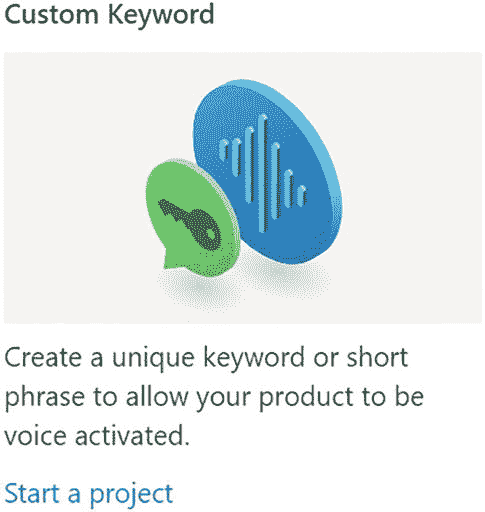 Custom Keyword
Create a unique keyword or short
phrase to allow your product to be
voice activated.
Start a project